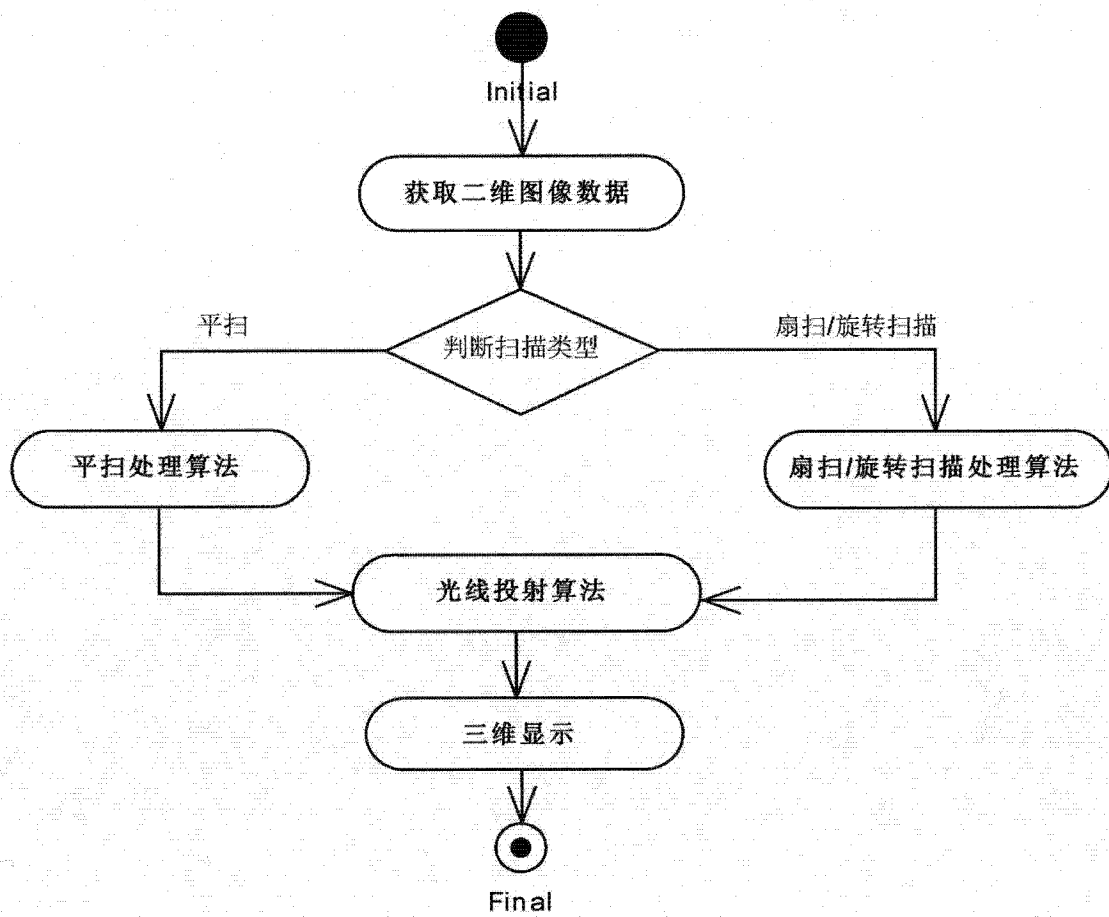 Initial
获取二维图像数据
平扫
扇扫/旋转扫描
判断扫描类型
平扫处理算法
扇扫/旋转扫描处理算法
光线投射算法
三维显示
Final